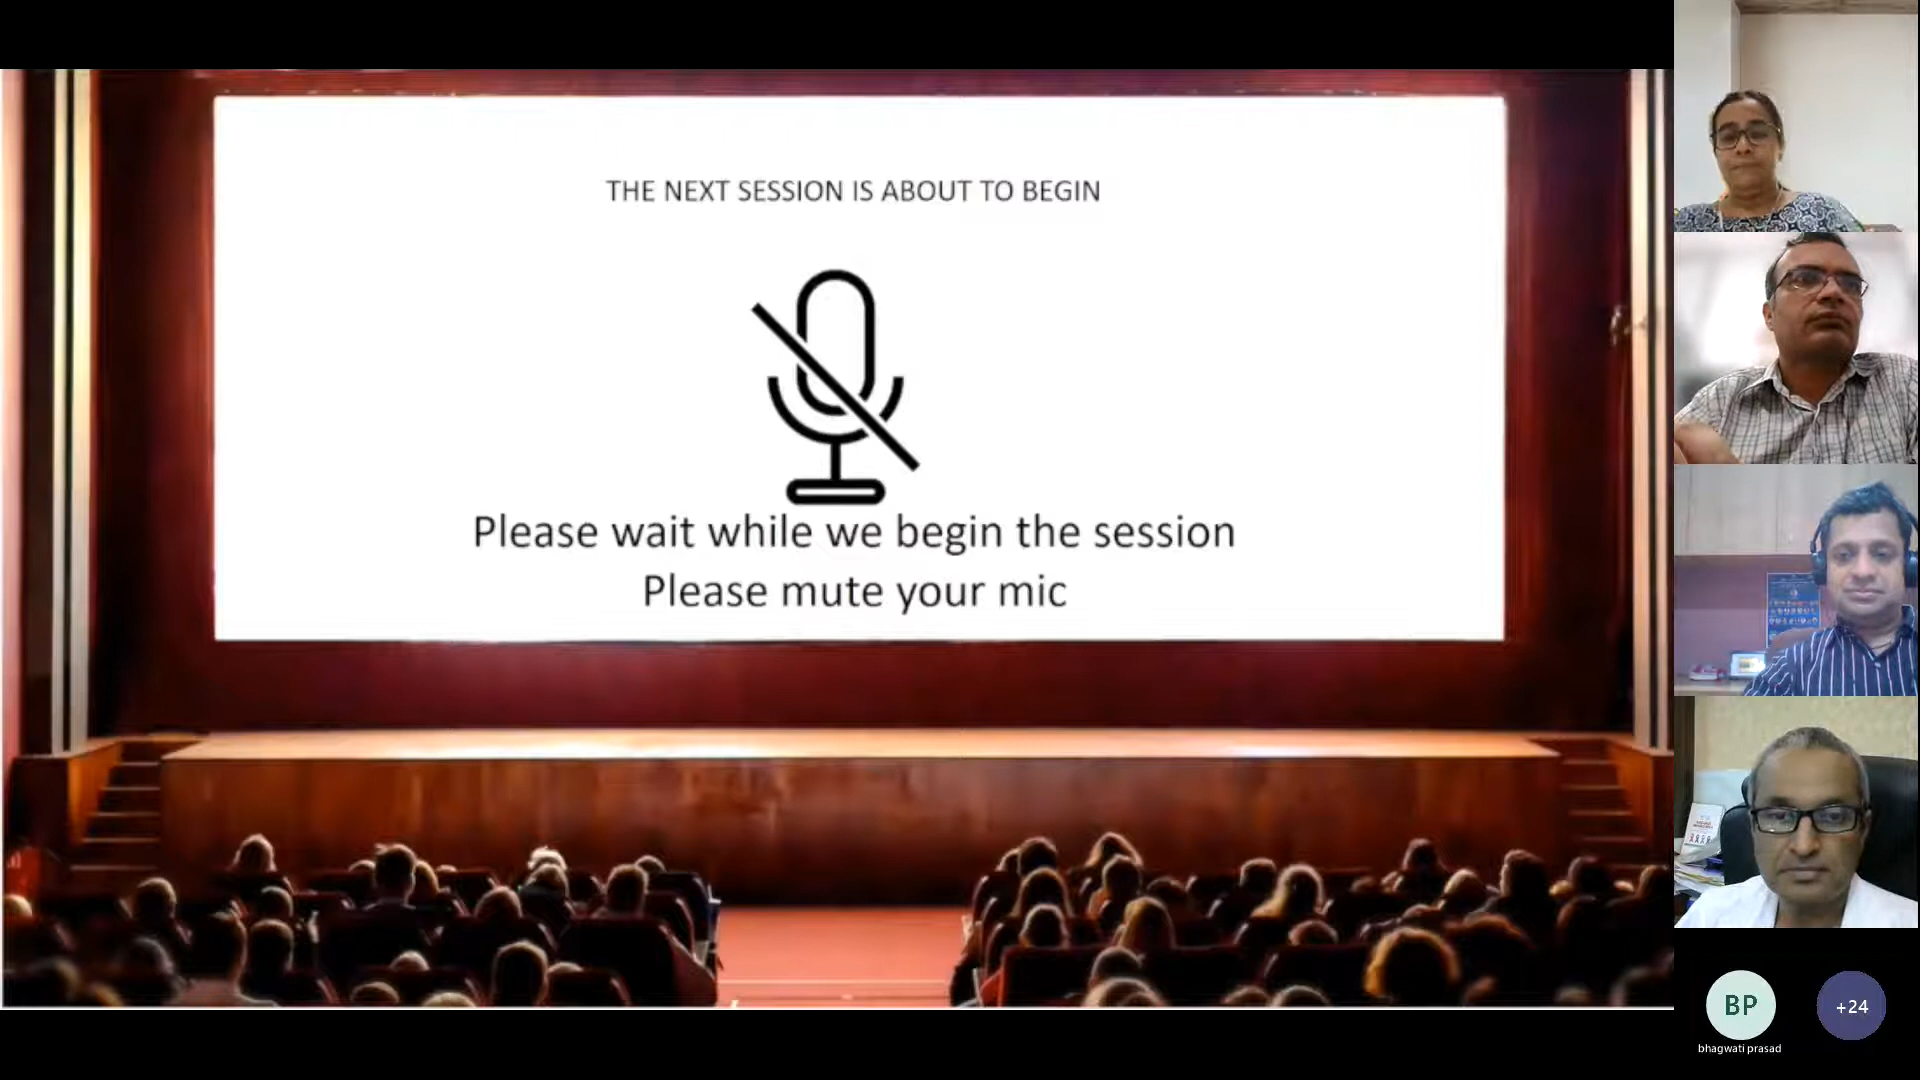 THE NEXT SESSION IS ABOUT TO BEGIN
Please wait while we begin the session
Please mute your mic
BP
+24
bhagwati prasad